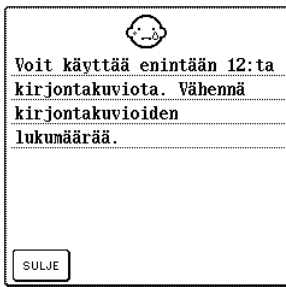 Voit käyttää enintään 12:ta
kirjontakuviota. Vähennä
kirjontakuvioiden
lukumäärää.
SULJE